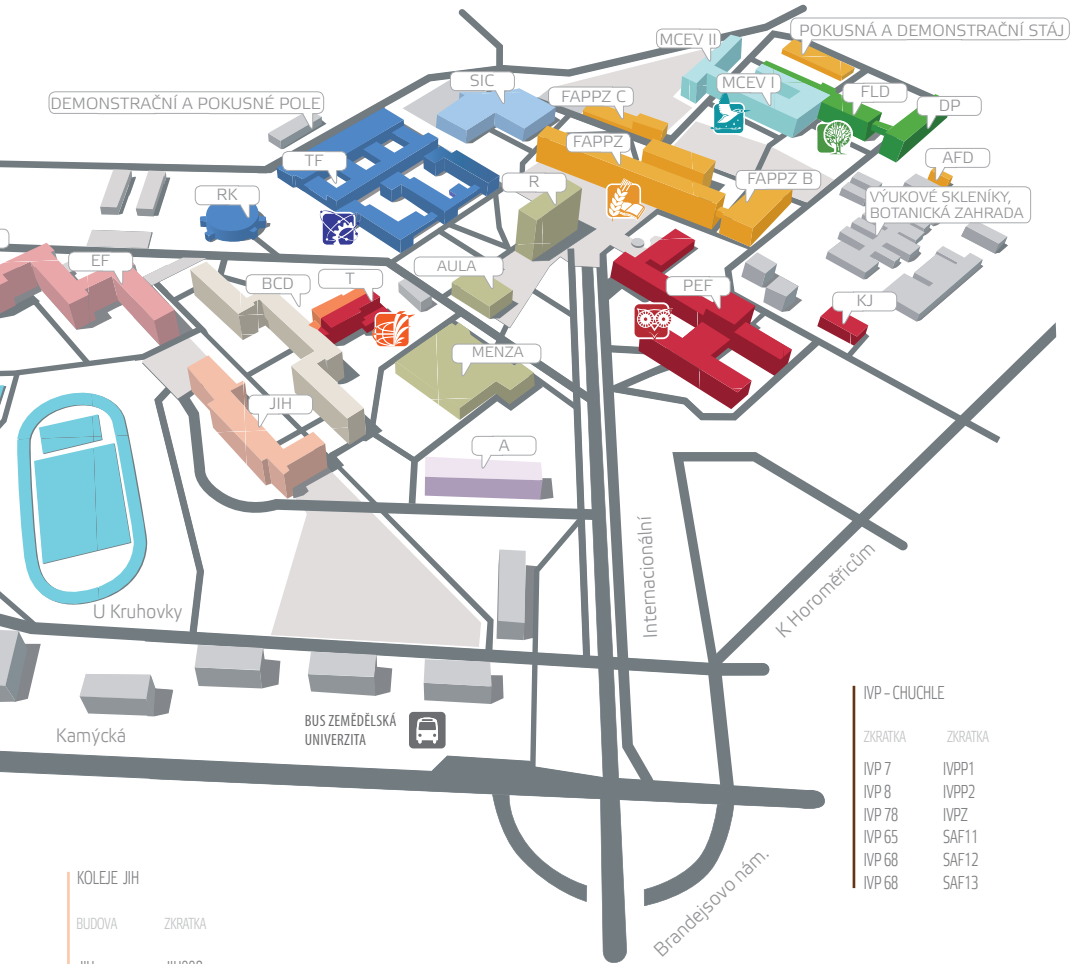 MCEV II
POKUSNÁ A DEMONSTRAČNÍ STÁJ
SIC
MCEV I
FLD
FAPPZ C
DP
DEMONSTRAČNÍ A POKUSNÉ POLE
FAPPZ
TF
AFD
R
FAPPZ B
RK
VÝUKOVÉ SKLENÍKY,
BOTANICKÁ ZAHRADA
EF
BCD
T
AULA
PEF
KJ
MENZA
JIH
A
Internacionální
K Horoměřicům
U Kruhovky
Kamýcká
BUS ZEMĚDĚLSKÁ
UNIVERZITA
Brandejsovo nám.
IVP – CHUCHLE
ZKRATKA ZKRATKA
IVP 7 IVPP1
IVP 8 IVPP2
IVP 78 IVPZ
IVP 65 SAF11
IVP 68 SAF12
IVP 68 SAF13
KOLEJE JIH
BUDOVA ZKRATKA